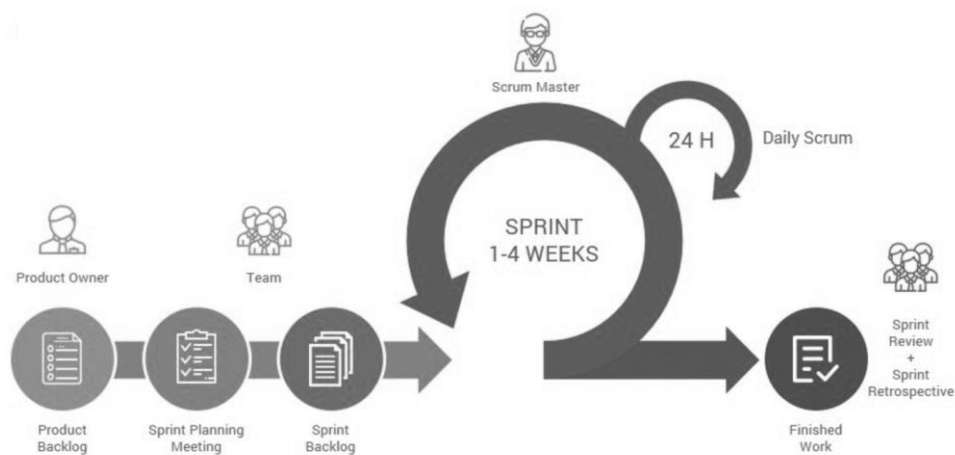 Scrum Master
24 H
Daily Scrum
SPRINT
1-4 WEEKS
Product Owner
Team
Product
Backlog
Sprint Planning
Meeting
Sprint
Backlog
Finished
Work
Sprint
Review
+
Sprint
Retrospective